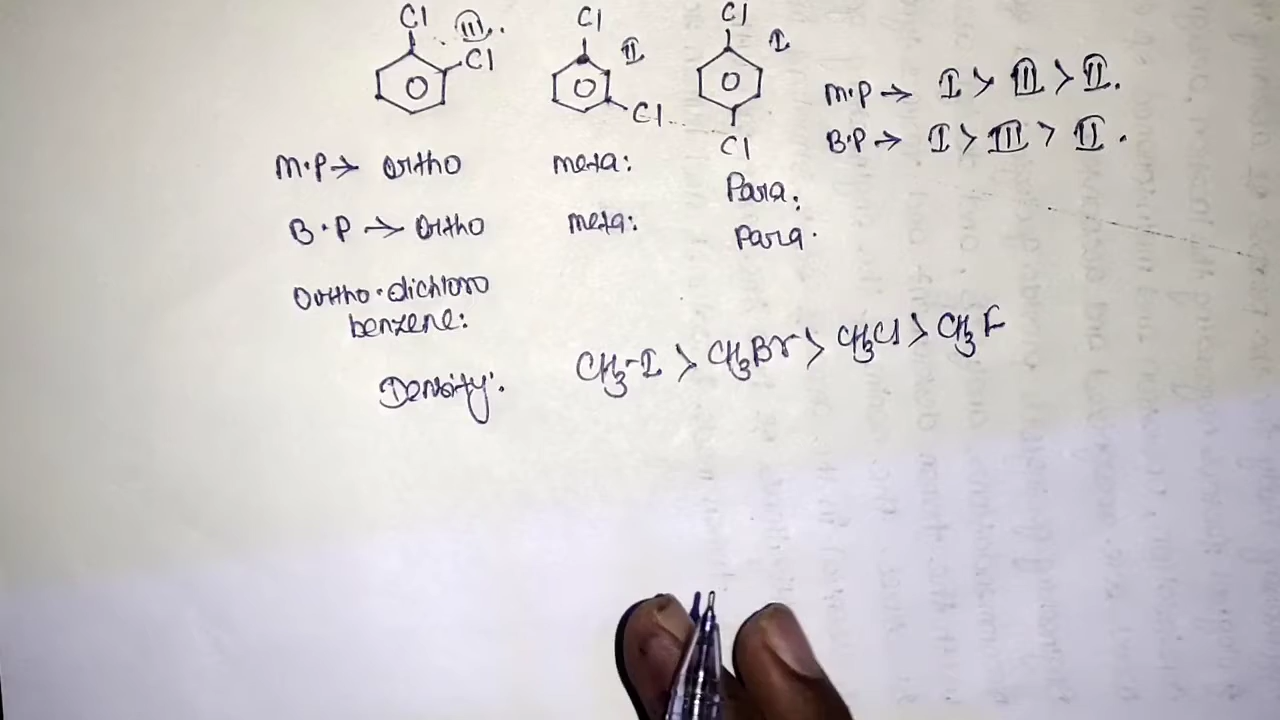 Cl III. Cl II Cl I
Cl Cl Cl
M.P → I > III > II.
B.P → I > III > II.
M.P → Ortho meta: Para:
B.P → Ortho meta: Para.
Ortho.dichloro
benzene:
Density: CH3-I > CH3Br > CH3Cl > CH3F